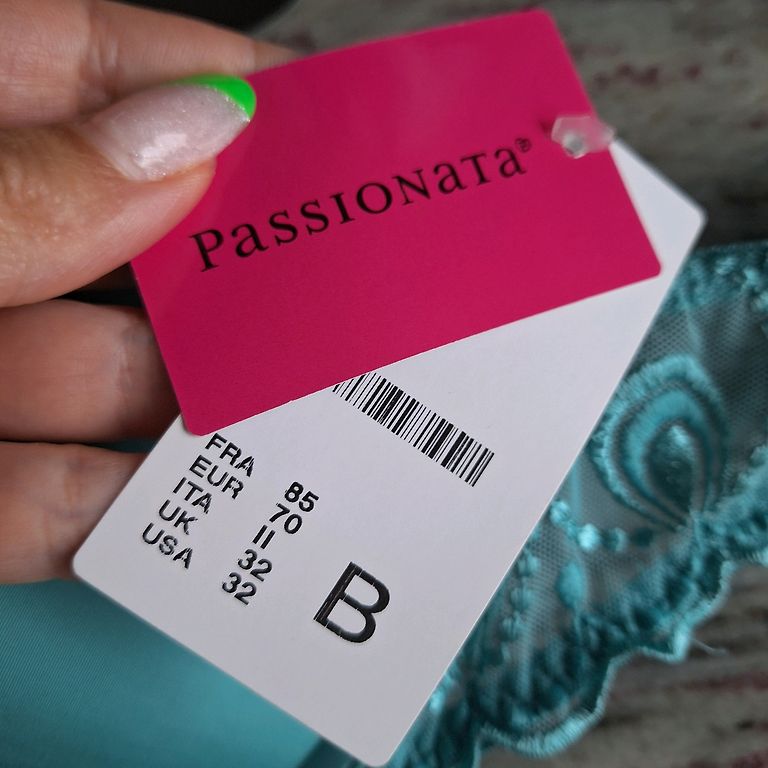 PaSSIONaTa®
FRA 85
EUR 70
ITA II
UK 32
USA 32
B